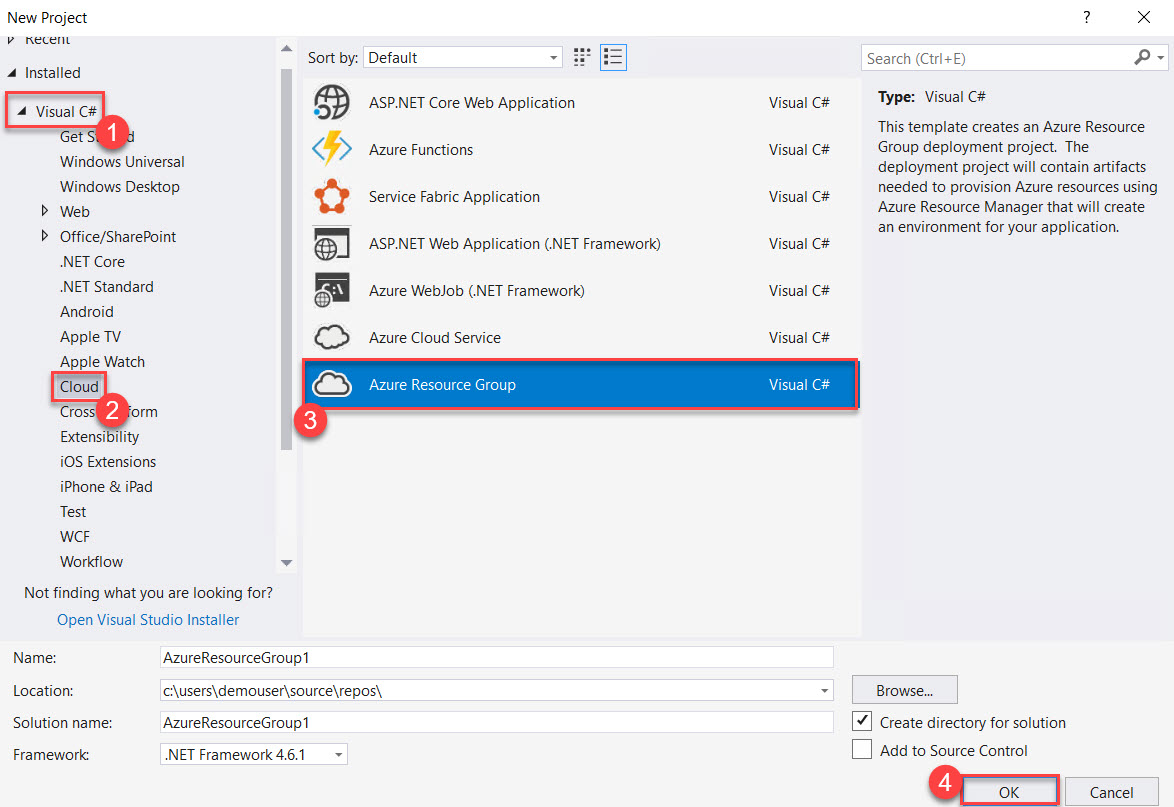 New Project
?
Recent
Installed
Visual C#
1
Windows Universal
Windows Desktop
Web
Office/SharePoint
.NET Core
.NET Standard
Android
Apple TV
Apple Watch
Cloud
2
Extensibility
iOS Extensions
iPhone & iPad
Test
WCF
Workflow
Not finding what you are looking for?
Open Visual Studio Installer
Sort by: Default
ASP.NET Core Web Application Visual C#
Azure Functions Visual C#
Service Fabric Application Visual C#
ASP.NET Web Application (.NET Framework) Visual C#
Azure WebJob (.NET Framework) Visual C#
Azure Cloud Service Visual C#
Azure Resource Group Visual C#
3
Search (Ctrl+E)
Type: Visual C#
This template creates an Azure Resource
Group deployment project. The
deployment project will contain artifacts
needed to provision Azure resources using
Azure Resource Manager that will create
an environment for your application.
Name: AzureResourceGroup1
Location: c:\users\demouser\source\repos\
Browse...
Solution name: AzureResourceGroup1
Create directory for solution
Framework: .NET Framework 4.6.1
Add to Source Control
4
OK
Cancel